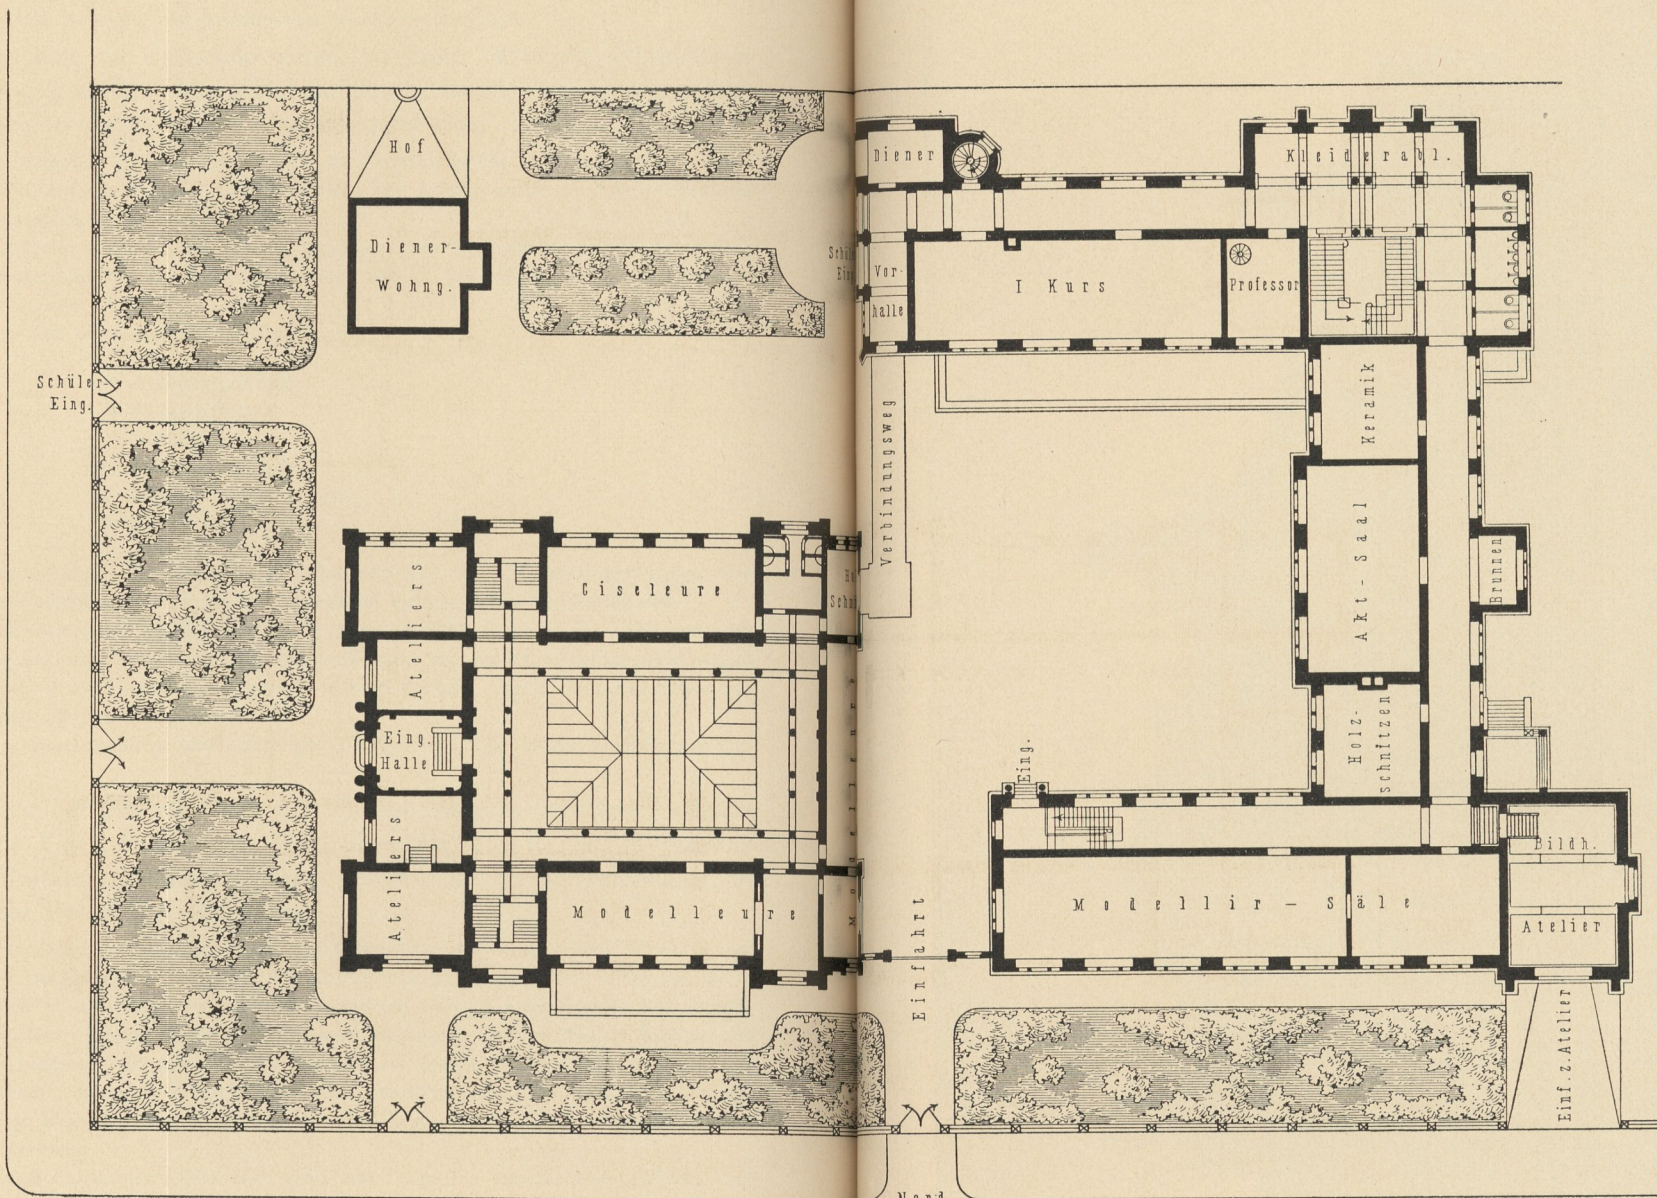 Hof
Diener-
Wohng.
Schüler-
Eing.
Diener
Kleiderabl.
Vor-
halle
I Kurs
Professor
Verbindungsweg
Keramik
Akt-Saal
Brunnen
Holz-
schnitzen
Ateliers
Ciseleure
Eing.
Halle
Ateliers
Modelleure
Eing.
Modellir-Säle
Bildh.
Atelier
Einfahrt
Einf. z. Atelier
Nord